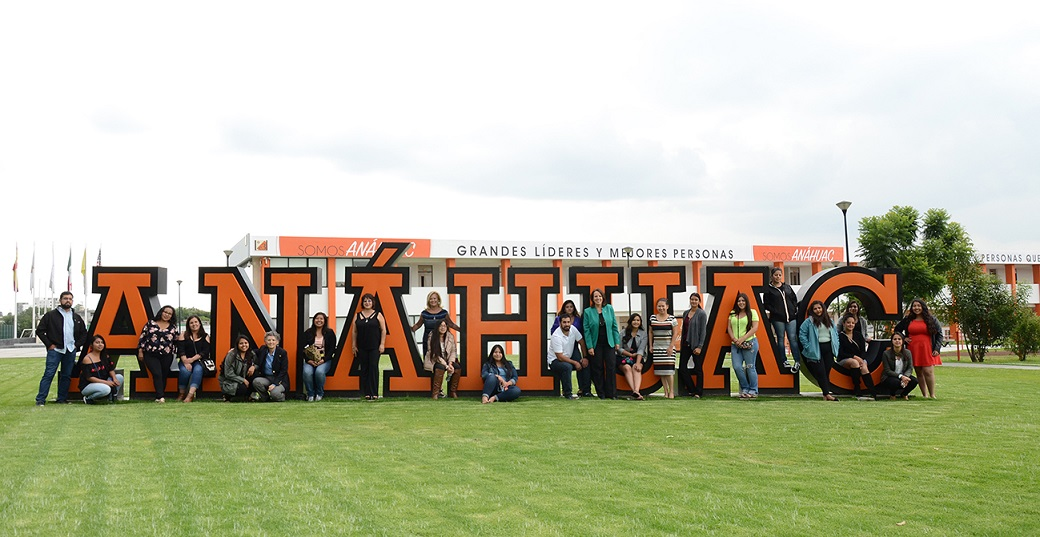 SOMOS ANÁHUAC
GRANDES LÍDERES Y MEJORES PERSONAS
SOMOS ANÁHUAC
PERSONAS QUE
ANÁHUAC